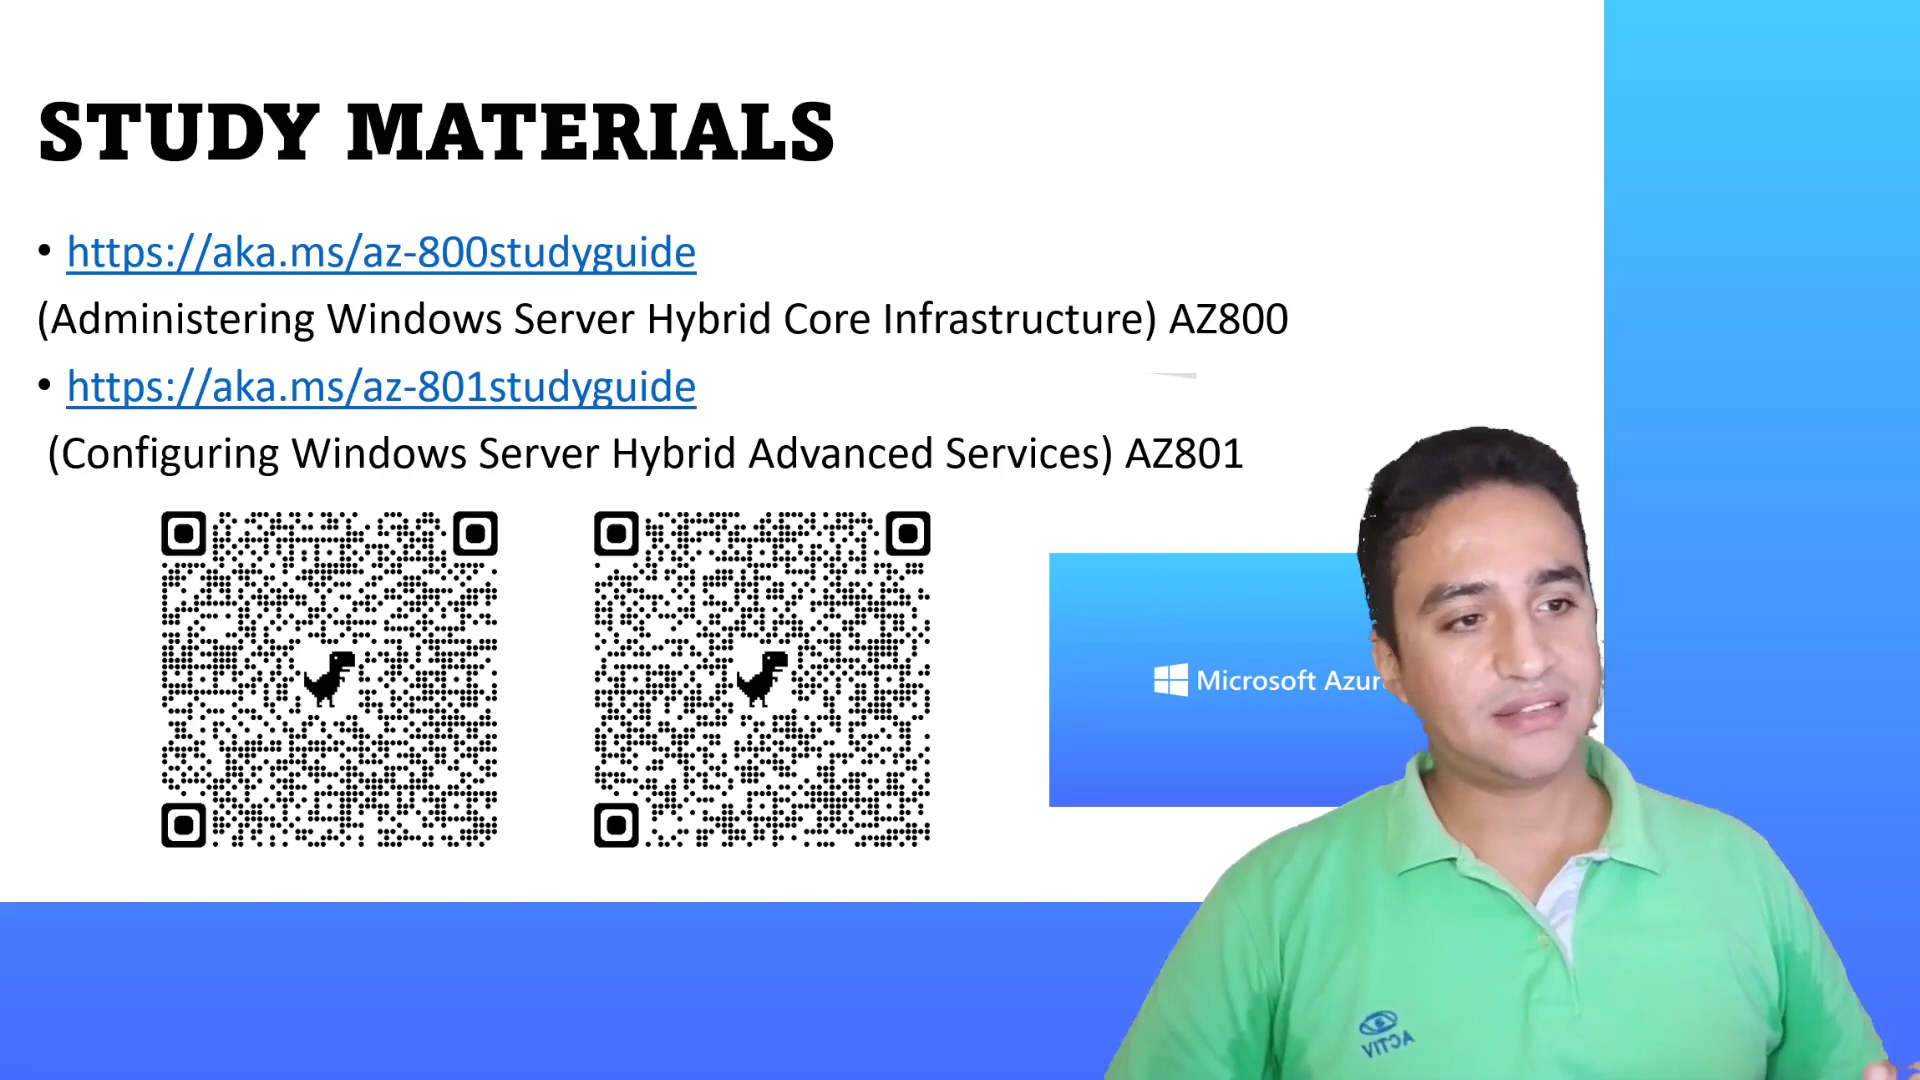 STUDY MATERIALS
• https://aka.ms/az-800studyguide
(Administering Windows Server Hybrid Core Infrastructure) AZ800
• https://aka.ms/az-801studyguide
(Configuring Windows Server Hybrid Advanced Services) AZ801
Microsoft Azur
ACTIV